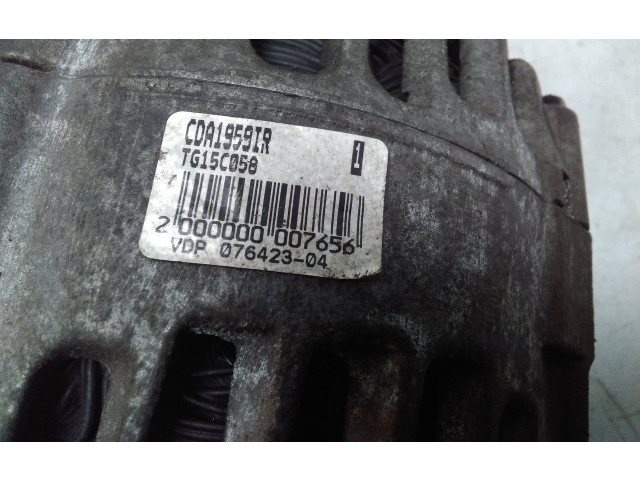 CDA1959IR
1
TG15C058
2 000000 007656
VDP 076423-04